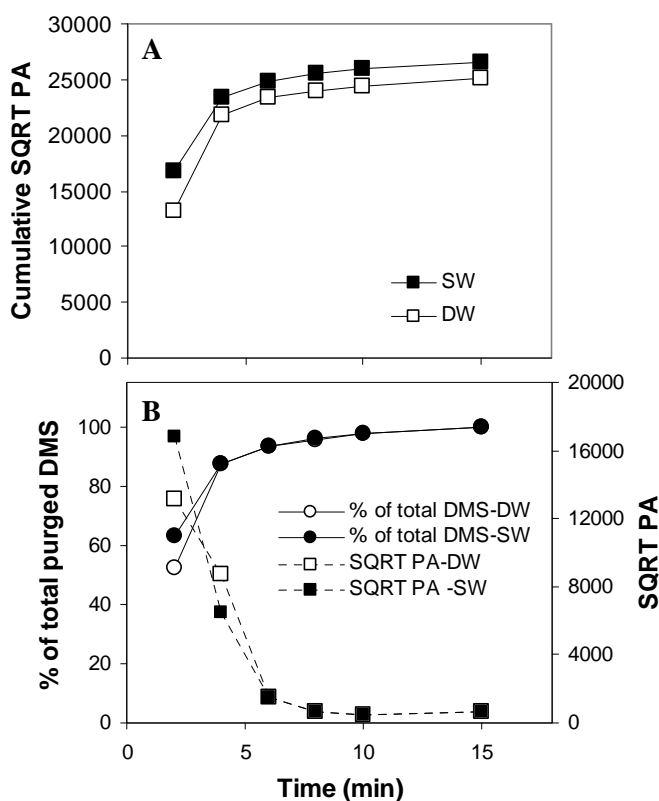 A
Cumulative SQRT PA
30000
25000
20000
15000
10000
5000
0
SW
DW
B
% of total purged DMS
100
80
60
40
20
0
% of total DMS-DW
% of total DMS-SW
SQRT PA-DW
SQRT PA -SW
20000
16000
12000
8000
4000
0
SQRT PA
0 5 10 15
Time (min)